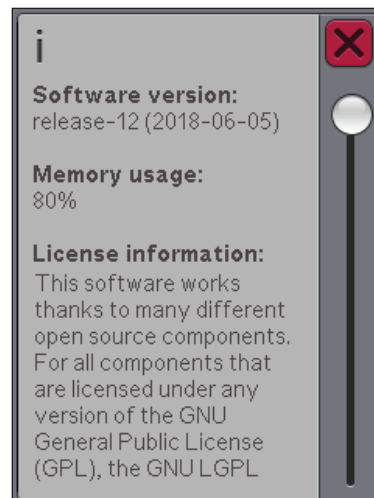 i
Software version:
release-12 (2018-06-05)
Memory usage:
80%
License information:
This software works
thanks to many different
open source components.
For all components that
are licensed under any
version of the GNU
General Public License
(GPL), the GNU LGPL